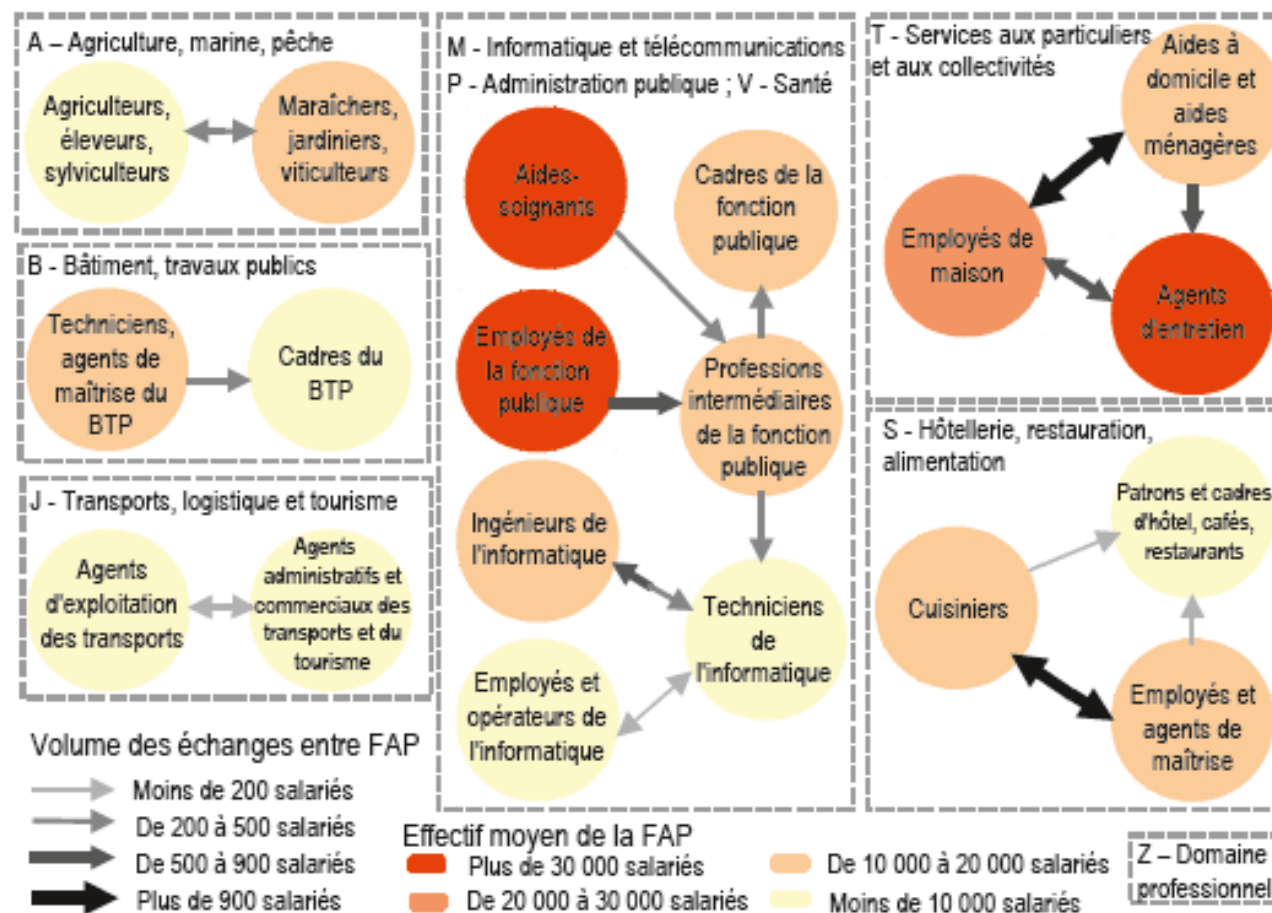 A – Agriculture, marine, pêche
Agriculteurs,
éleveurs,
sylviculteurs
Maraîchers,
jardiniers,
viticulteurs
B - Bâtiment, travaux publics
Techniciens,
agents de
maîtrise du
BTP
Cadres du
BTP
J - Transports, logistique et tourisme
Agents
d'exploitation
des transports
Agents
administratifs et
commerciaux des
transports et du
tourisme
M - Informatique et télécommunications
P - Administration publique ; V - Santé
Aides-
soignants
Cadres de la
fonction
publique
Employés de
la fonction
publique
Professions
intermédiaires
de la fonction
publique
Ingénieurs de
l'informatique
Techniciens
de
l'informatique
Employés et
opérateurs de
l'informatique
T - Services aux particuliers
et aux collectivités
Aides à
domicile et
aides
ménagères
Employés de
maison
Agents
d'entretien
S - Hôtellerie, restauration,
alimentation
Patrons et cadres
d'hôtel, cafés,
restaurants
Cuisiniers
Employés et
agents de
maîtrise
Volume des échanges entre FAP
Moins de 200 salariés
De 200 à 500 salariés
De 500 à 900 salariés
Plus de 900 salariés
Effectif moyen de la FAP
Plus de 30 000 salariés
De 20 000 à 30 000 salariés
De 10 000 à 20 000 salariés
Moins de 10 000 salariés
Z – Domaine
professionnel